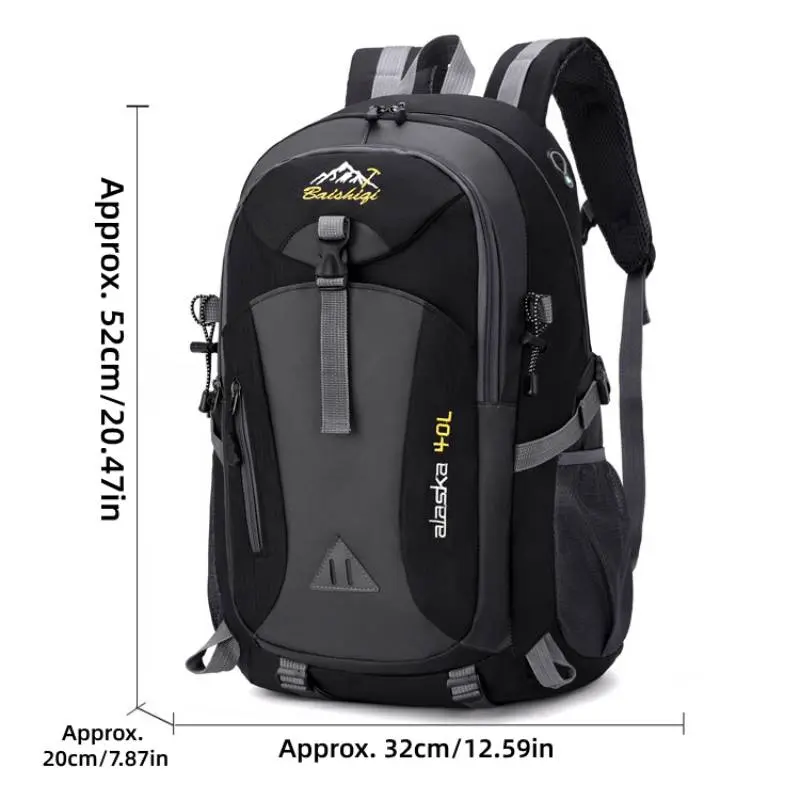 Baishiqi
Approx. 52cm/20.47in
alaska 40L
Approx.
20cm/7.87in
Approx. 32cm/12.59in